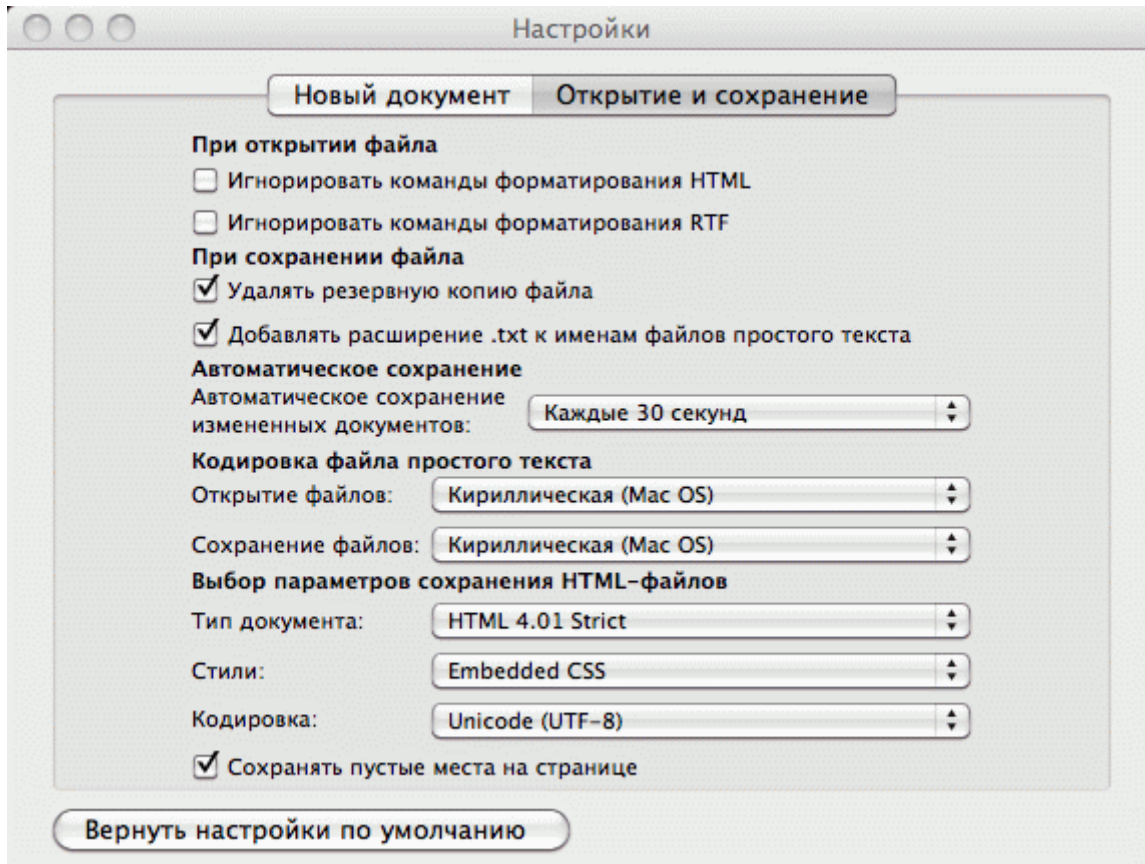 Настройки
Новый документ Открытие и сохранение
При открытии файла
Игнорировать команды форматирования HTML
Игнорировать команды форматирования RTF
При сохранении файла
Удалять резервную копию файла
Добавлять расширение .txt к именам файлов простого текста
Автоматическое сохранение
Автоматическое сохранение
измененных документов: Каждые 30 секунд
Кодировка файла простого текста
Открытие файлов: Кириллическая (Mac OS)
Сохранение файлов: Кириллическая (Mac OS)
Выбор параметров сохранения HTML-файлов
Тип документа: HTML 4.01 Strict
Стили: Embedded CSS
Кодировка: Unicode (UTF-8)
Сохранять пустые места на странице
Вернуть настройки по умолчанию